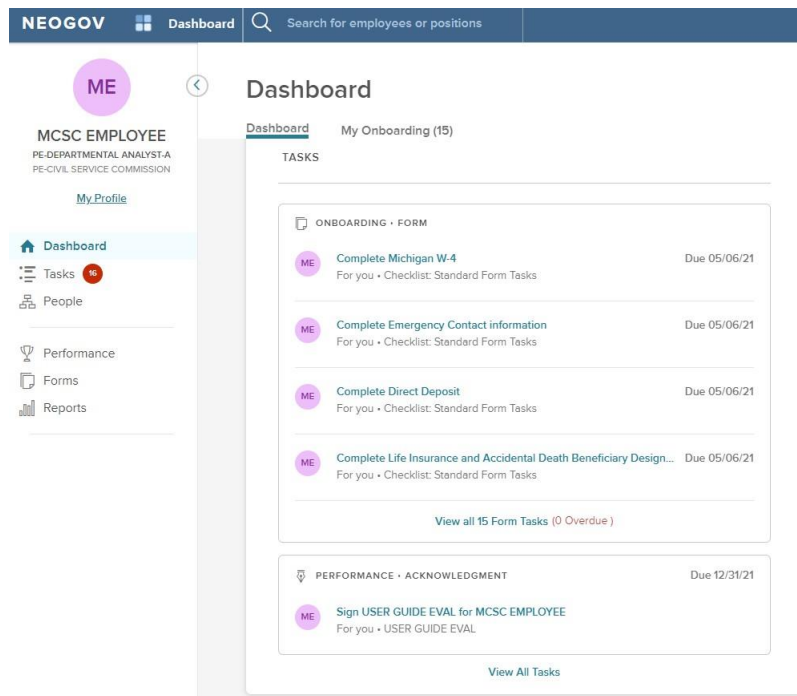 NEOGOV
Dashboard
Search for employees or positions
ME
MCSC EMPLOYEE
PE-DEPARTMENTAL ANALYST-A
PE-CIVIL SERVICE COMMISSION
My Profile
Dashboard
Tasks 16
People
Performance
Forms
Reports
Dashboard
Dashboard My Onboarding (15)
TASKS
ONBOARDING • FORM
ME Complete Michigan W-4 Due 05/06/21
For you • Checklist: Standard Form Tasks
ME Complete Emergency Contact information Due 05/06/21
For you • Checklist: Standard Form Tasks
ME Complete Direct Deposit Due 05/06/21
For you • Checklist: Standard Form Tasks
ME Complete Life Insurance and Accidental Death Beneficiary Design... Due 05/06/21
For you • Checklist: Standard Form Tasks
View all 15 Form Tasks (0 Overdue )
PERFORMANCE • ACKNOWLEDGMENT Due 12/31/21
ME Sign USER GUIDE EVAL for MCSC EMPLOYEE
For you • USER GUIDE EVAL
View All Tasks